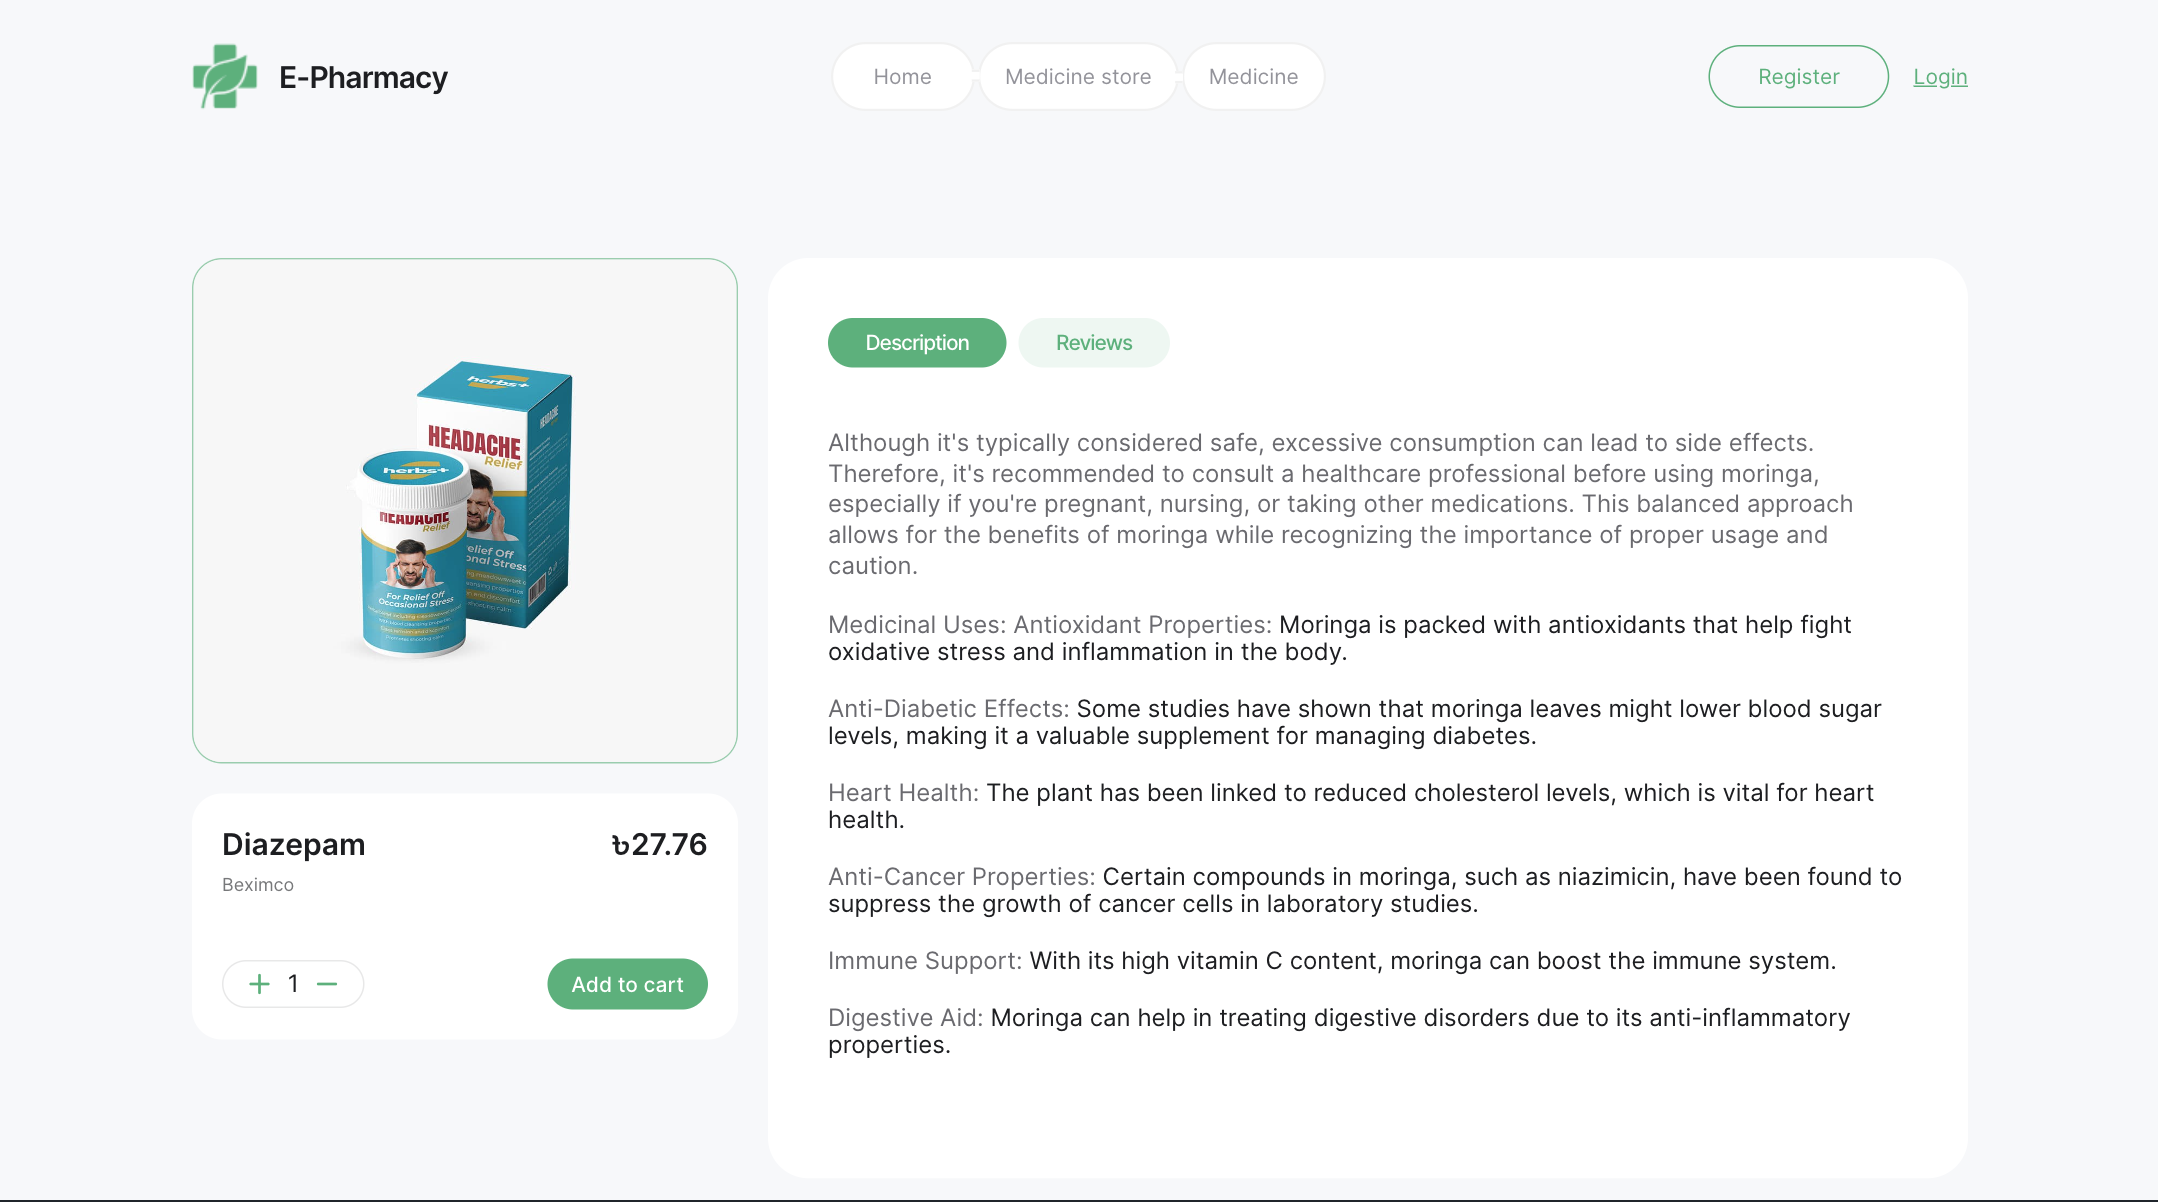 E-Pharmacy
Home
Medicine store
Medicine
Register
Login
herbs+
HEADACHE
Relief
HEADACHE
herbs+
HEADACHE
Relief
For Relief Off
Occasional Stress
elief Off
onal Stress
Diazepam
৳27.76
Beximco
1
Add to cart
Description
Reviews
Although it's typically considered safe, excessive consumption can lead to side effects.
Therefore, it's recommended to consult a healthcare professional before using moringa,
especially if you're pregnant, nursing, or taking other medications. This balanced approach
allows for the benefits of moringa while recognizing the importance of proper usage and
caution.
Medicinal Uses: Antioxidant Properties: Moringa is packed with antioxidants that help fight
oxidative stress and inflammation in the body.
Anti-Diabetic Effects: Some studies have shown that moringa leaves might lower blood sugar
levels, making it a valuable supplement for managing diabetes.
Heart Health: The plant has been linked to reduced cholesterol levels, which is vital for heart
health.
Anti-Cancer Properties: Certain compounds in moringa, such as niazimicin, have been found to
suppress the growth of cancer cells in laboratory studies.
Immune Support: With its high vitamin C content, moringa can boost the immune system.
Digestive Aid: Moringa can help in treating digestive disorders due to its anti-inflammatory
properties.